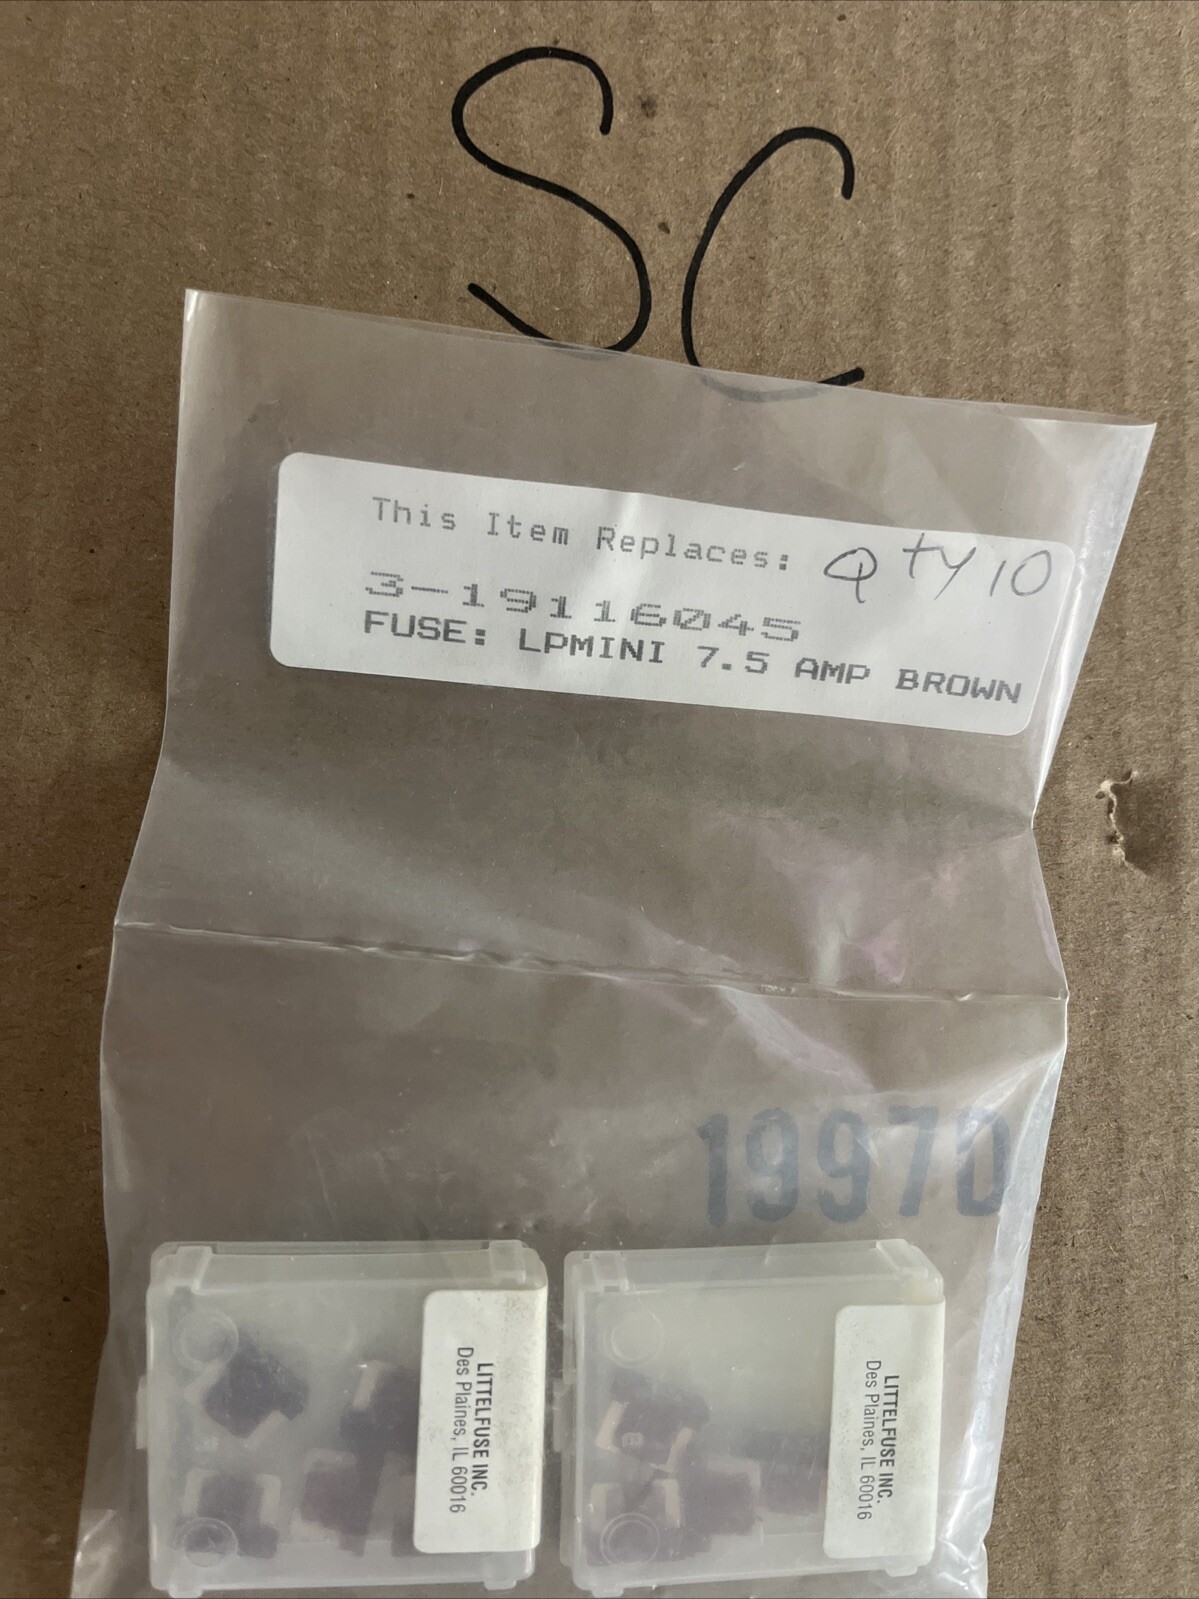 SC
This Item Replaces: Qty 10
3-19116045
FUSE: LPMINI 7.5 AMP BROWN
1997D
LITTELFUSE INC.
Des Plaines, IL 60016
LITTELFUSE INC.
Des Plaines, IL 60016